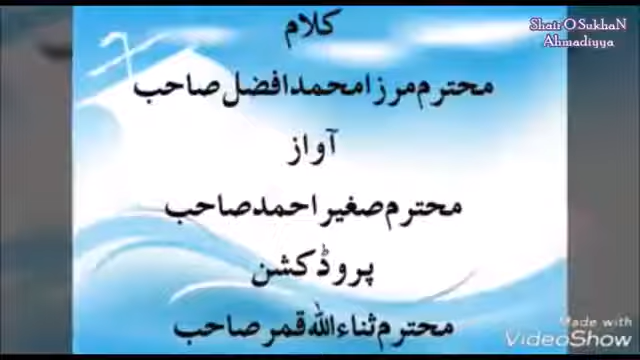 Shair O SukhaN
Ahmadiyya
کلام
محترم مرزا محمد افضل صاحب
آواز
محترم صغیر احمد صاحب
پروڈکشن
محترم ثناء اللہ قمر صاحب
Made with
VideoShow